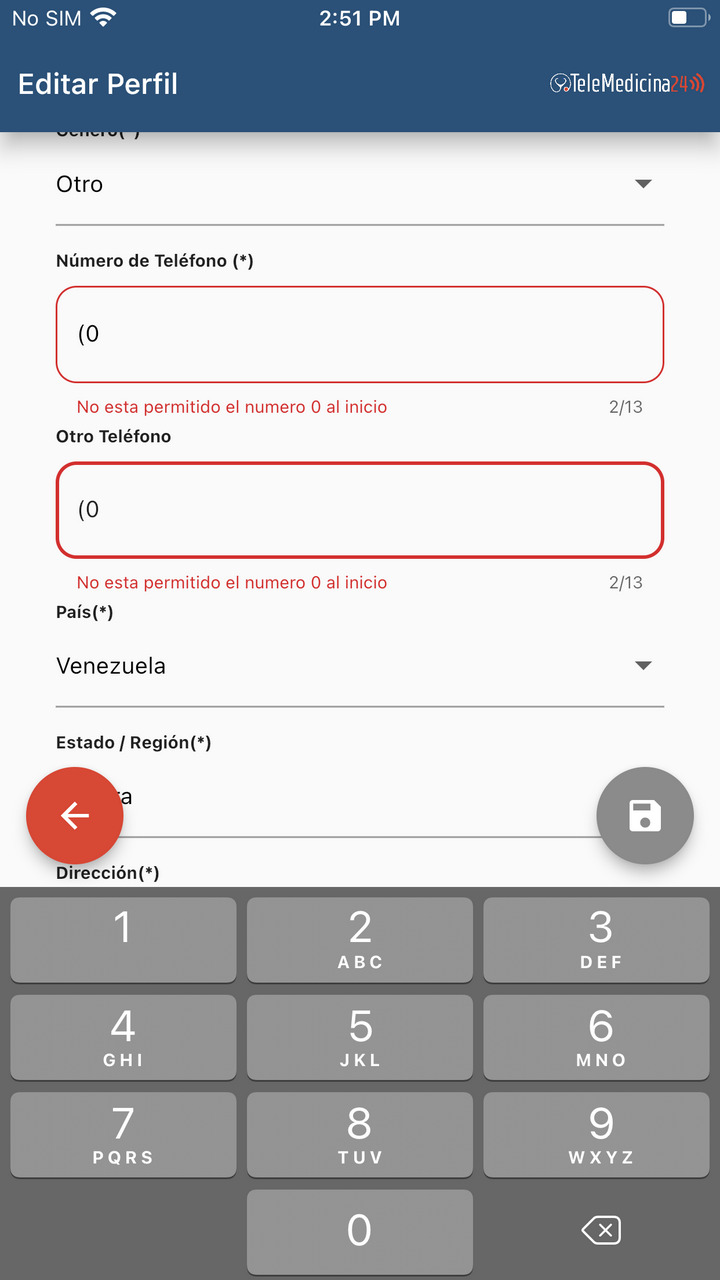 No SIM 2:51 PM
Editar Perfil
TeleMedicina24
Género(*)
Otro
Número de Teléfono (*)
(0
No esta permitido el numero 0 al inicio 2/13
Otro Teléfono
(0
No esta permitido el numero 0 al inicio 2/13
País(*)
Venezuela
Estado / Región(*)
Dirección(*)
1 2 3
ABC DEF
4 5 6
GHI JKL MNO
7 8 9
PQRS TUV WXYZ
0